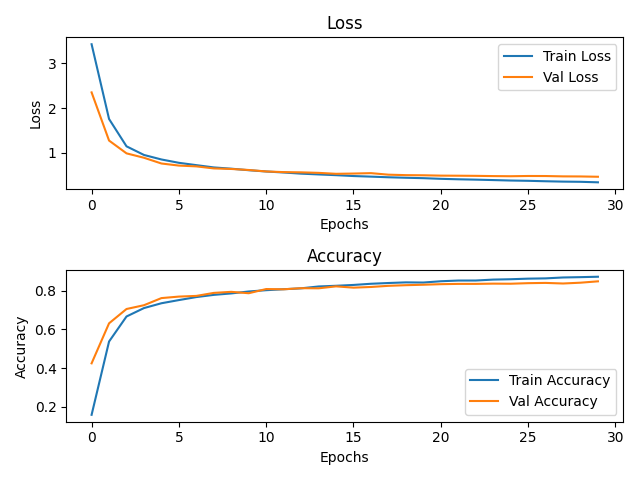 Loss
Train Loss
Val Loss
3
2
1
Loss
0 5 10 15 20 25 30
Epochs
Accuracy
0.8
0.6
0.4
0.2
Accuracy
Train Accuracy
Val Accuracy
0 5 10 15 20 25 30
Epochs